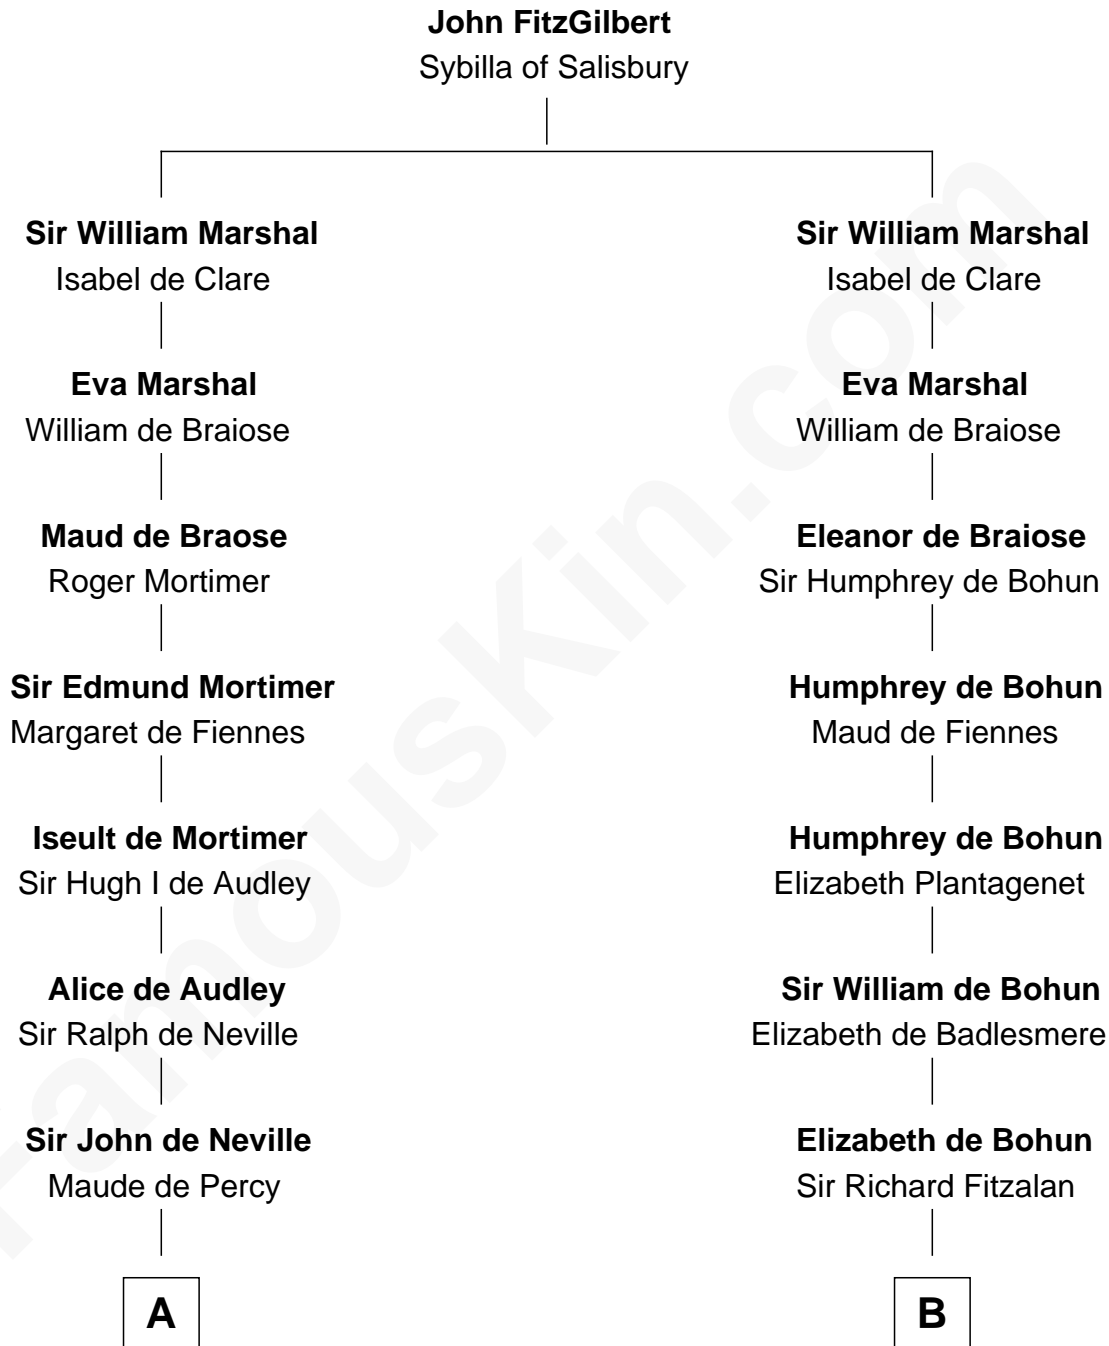 John FitzGilbert
Sybilla of Salisbury
Sir William Marshal
Isabel de Clare
Sir William Marshal
Isabel de Clare
Eva Marshal
William de Braiose
Eva Marshal
William de Braiose
Maud de Braose
Roger Mortimer
Eleanor de Braiose
Sir Humphrey de Bohun
Sir Edmund Mortimer
Margaret de Fiennes
Humphrey de Bohun
Maud de Fiennes
Iseult de Mortimer
Sir Hugh I de Audley
Humphrey de Bohun
Elizabeth Plantagenet
Alice de Audley
Sir Ralph de Neville
Sir William de Bohun
Elizabeth de Badlesmere
Sir John de Neville
Maude de Percy
Elizabeth de Bohun
Sir Richard Fitzalan
A
B
FamousKin.com